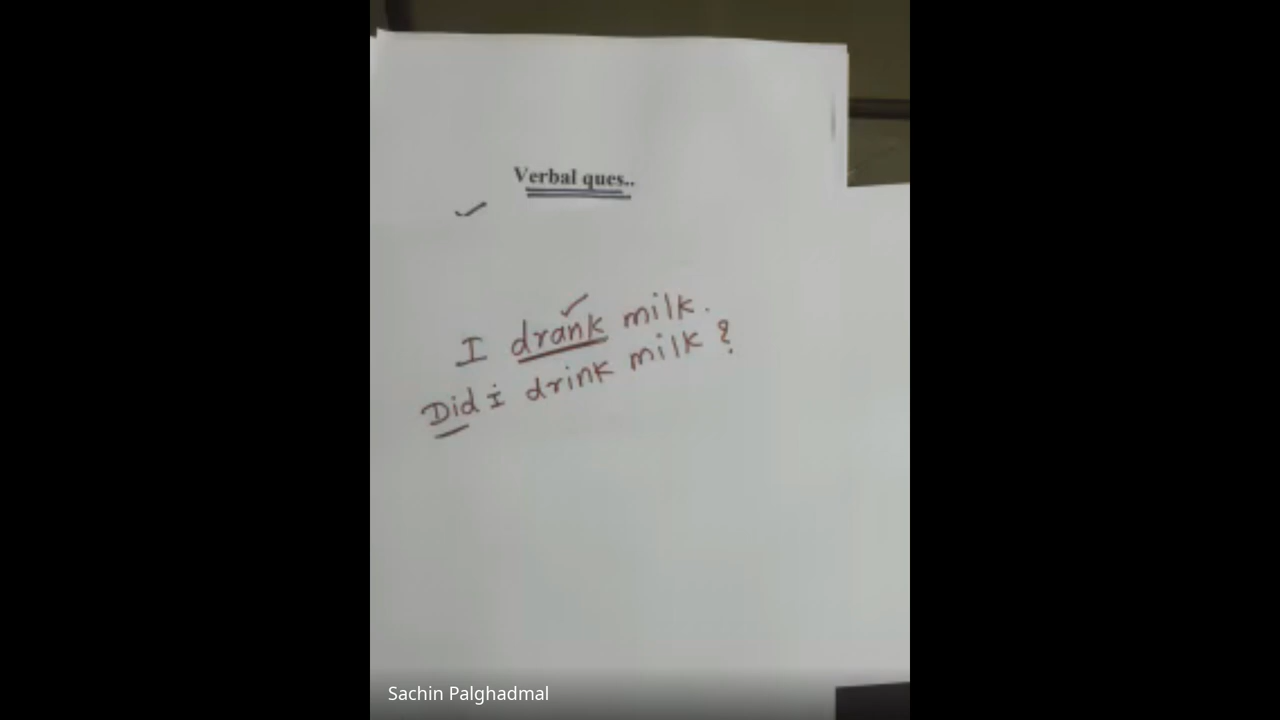 Verbal ques..
I drank milk.
Did I drink milk?
Sachin Palghadmal